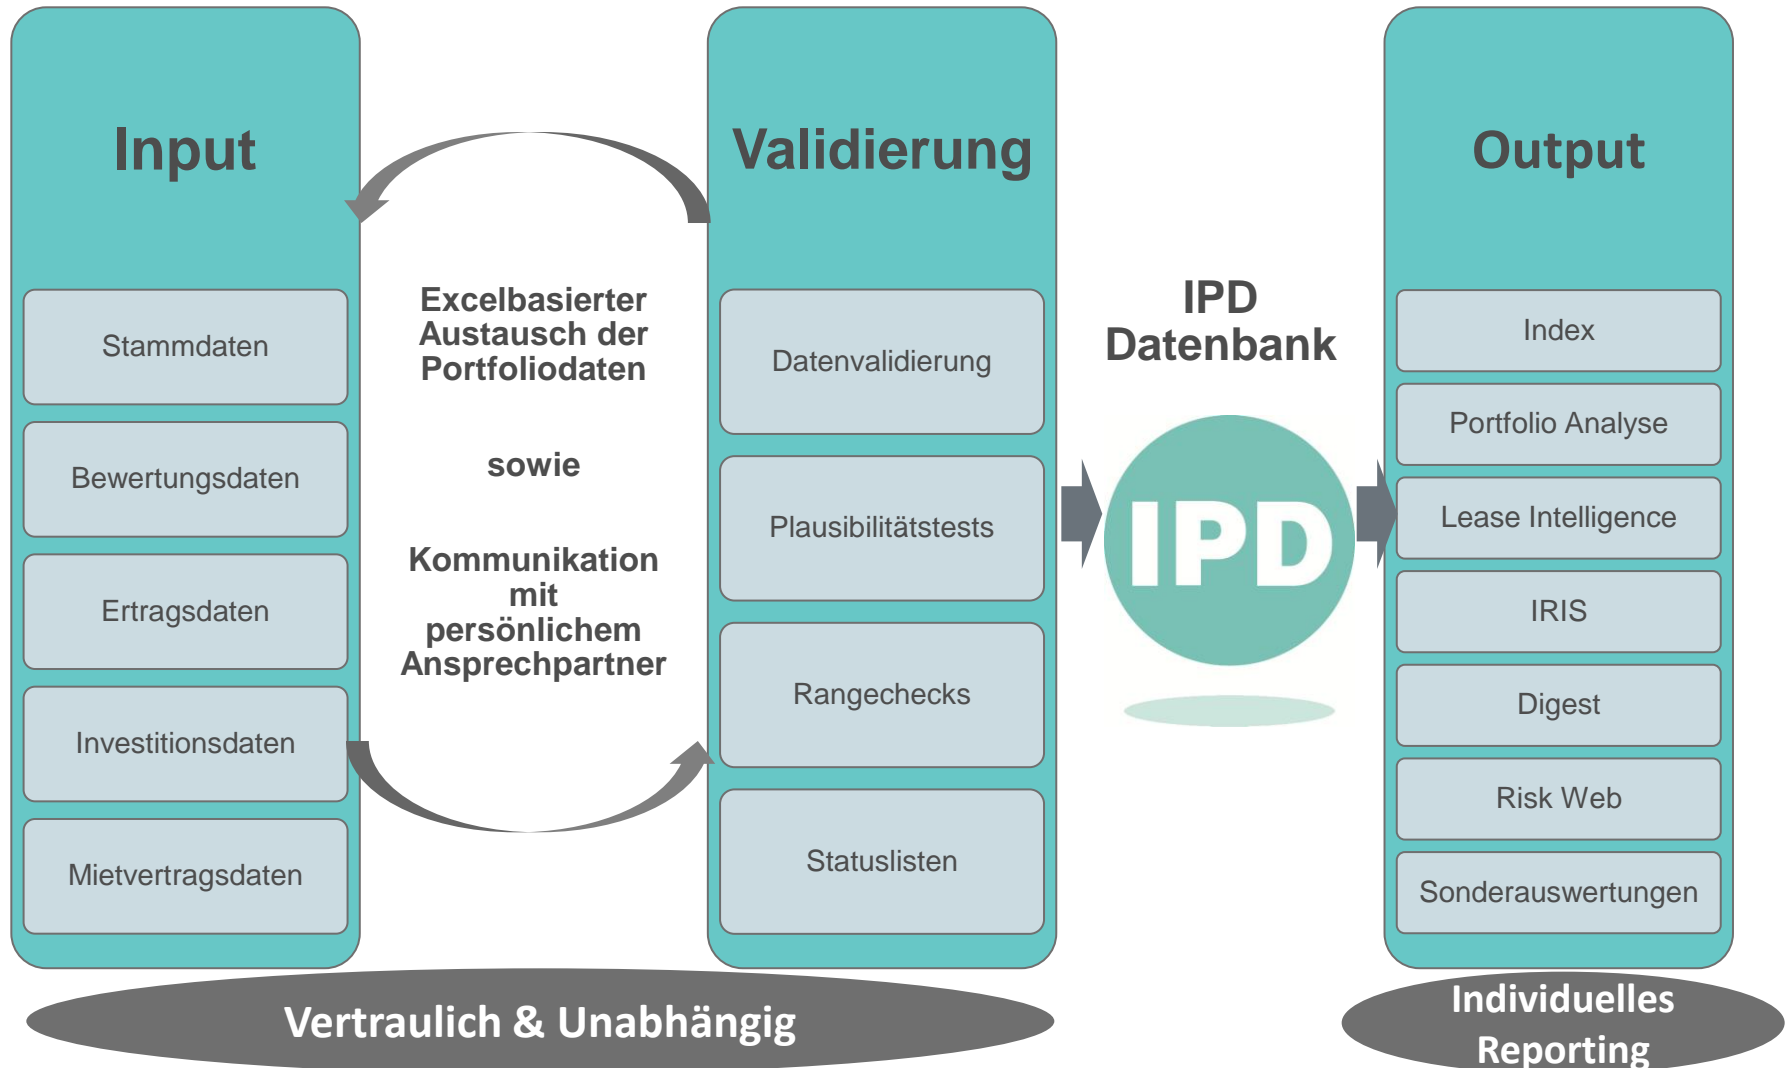 Input
Stammdaten
Bewertungsdaten
Ertragsdaten
Investitionsdaten
Mietvertragsdaten
Excelbasierter
Austausch der
Portfoliodaten
sowie
Kommunikation
mit
persönlichem
Ansprechpartner
Validierung
Datenvalidierung
Plausibilitätstests
Rangechecks
Statuslisten
IPD
Datenbank
IPD
Output
Index
Portfolio Analyse
Lease Intelligence
IRIS
Digest
Risk Web
Sonderauswertungen
Vertraulich & Unabhängig
Individuelles
Reporting